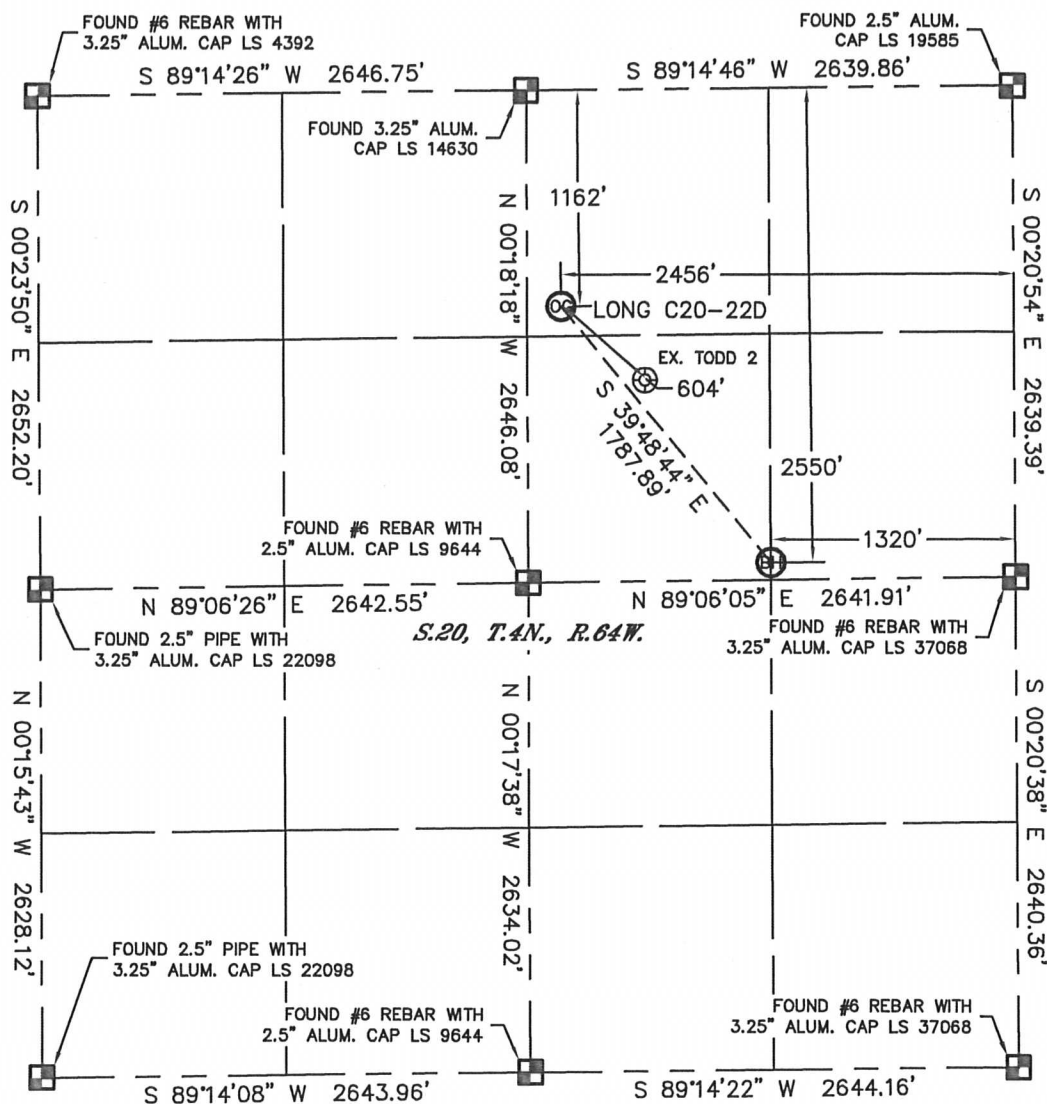 FOUND #6 REBAR WITH
3.25" ALUM. CAP LS 4392
FOUND 2.5" ALUM.
CAP LS 19585
S 89°14'26" W 2646.75'
S 89°14'46" W 2639.86'
FOUND 3.25" ALUM.
CAP LS 14630
1162'
S 00°23'50" E 2652.20'
N 00°18'18" W 2646.08'
S 00°20'54" E 2639.39'
2456'
OG
LONG C20-22D
EX. TODD 2
604'
S 39°48'44" E
1787.89'
2550'
1320'
BH
FOUND #6 REBAR WITH
2.5" ALUM. CAP LS 9644
N 89°06'26" E 2642.55'
N 89°06'05" E 2641.91'
S.20, T.4N., R.64W.
FOUND 2.5" PIPE WITH
3.25" ALUM. CAP LS 22098
FOUND #6 REBAR WITH
3.25" ALUM. CAP LS 37068
N 00°15'43" W 2628.12'
N 00°17'38" W 2634.02'
S 00°20'38" E 2640.36'
FOUND 2.5" PIPE WITH
3.25" ALUM. CAP LS 22098
FOUND #6 REBAR WITH
2.5" ALUM. CAP LS 9644
FOUND #6 REBAR WITH
3.25" ALUM. CAP LS 37068
S 89°14'08" W 2643.96'
S 89°14'22" W 2644.16'